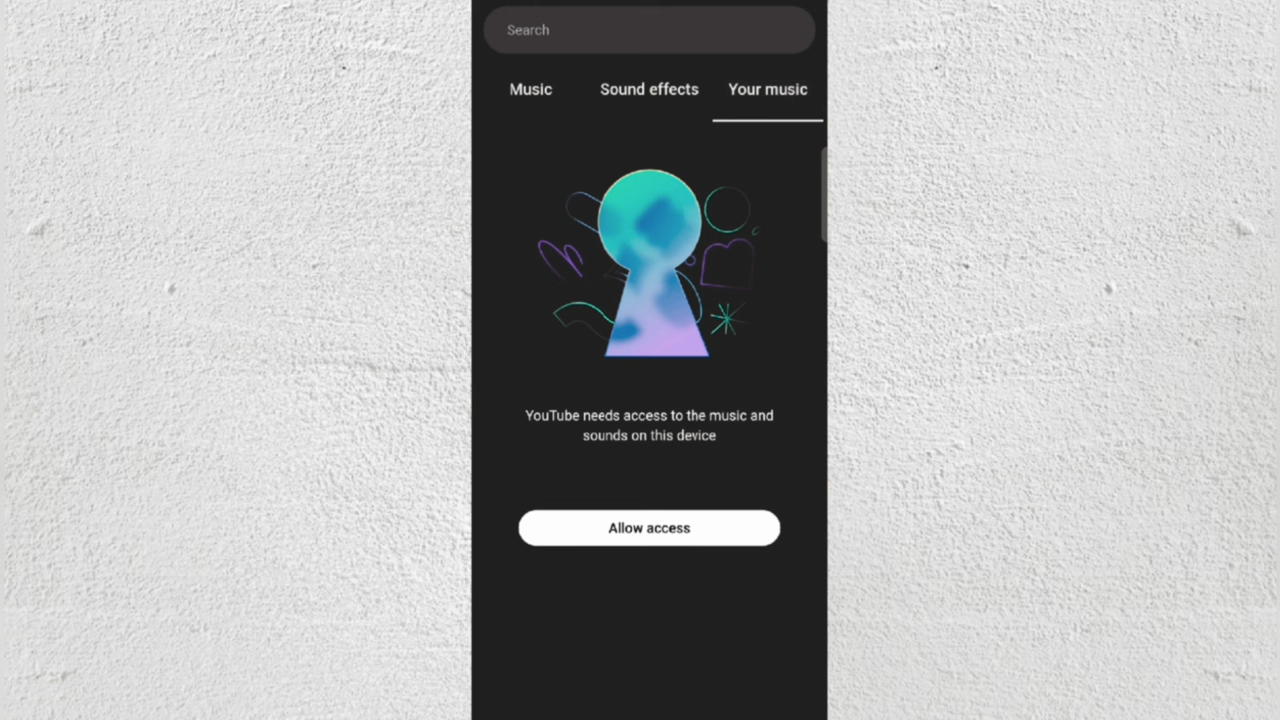 Search
Music Sound effects Your music
YouTube needs access to the music and
sounds on this device
Allow access